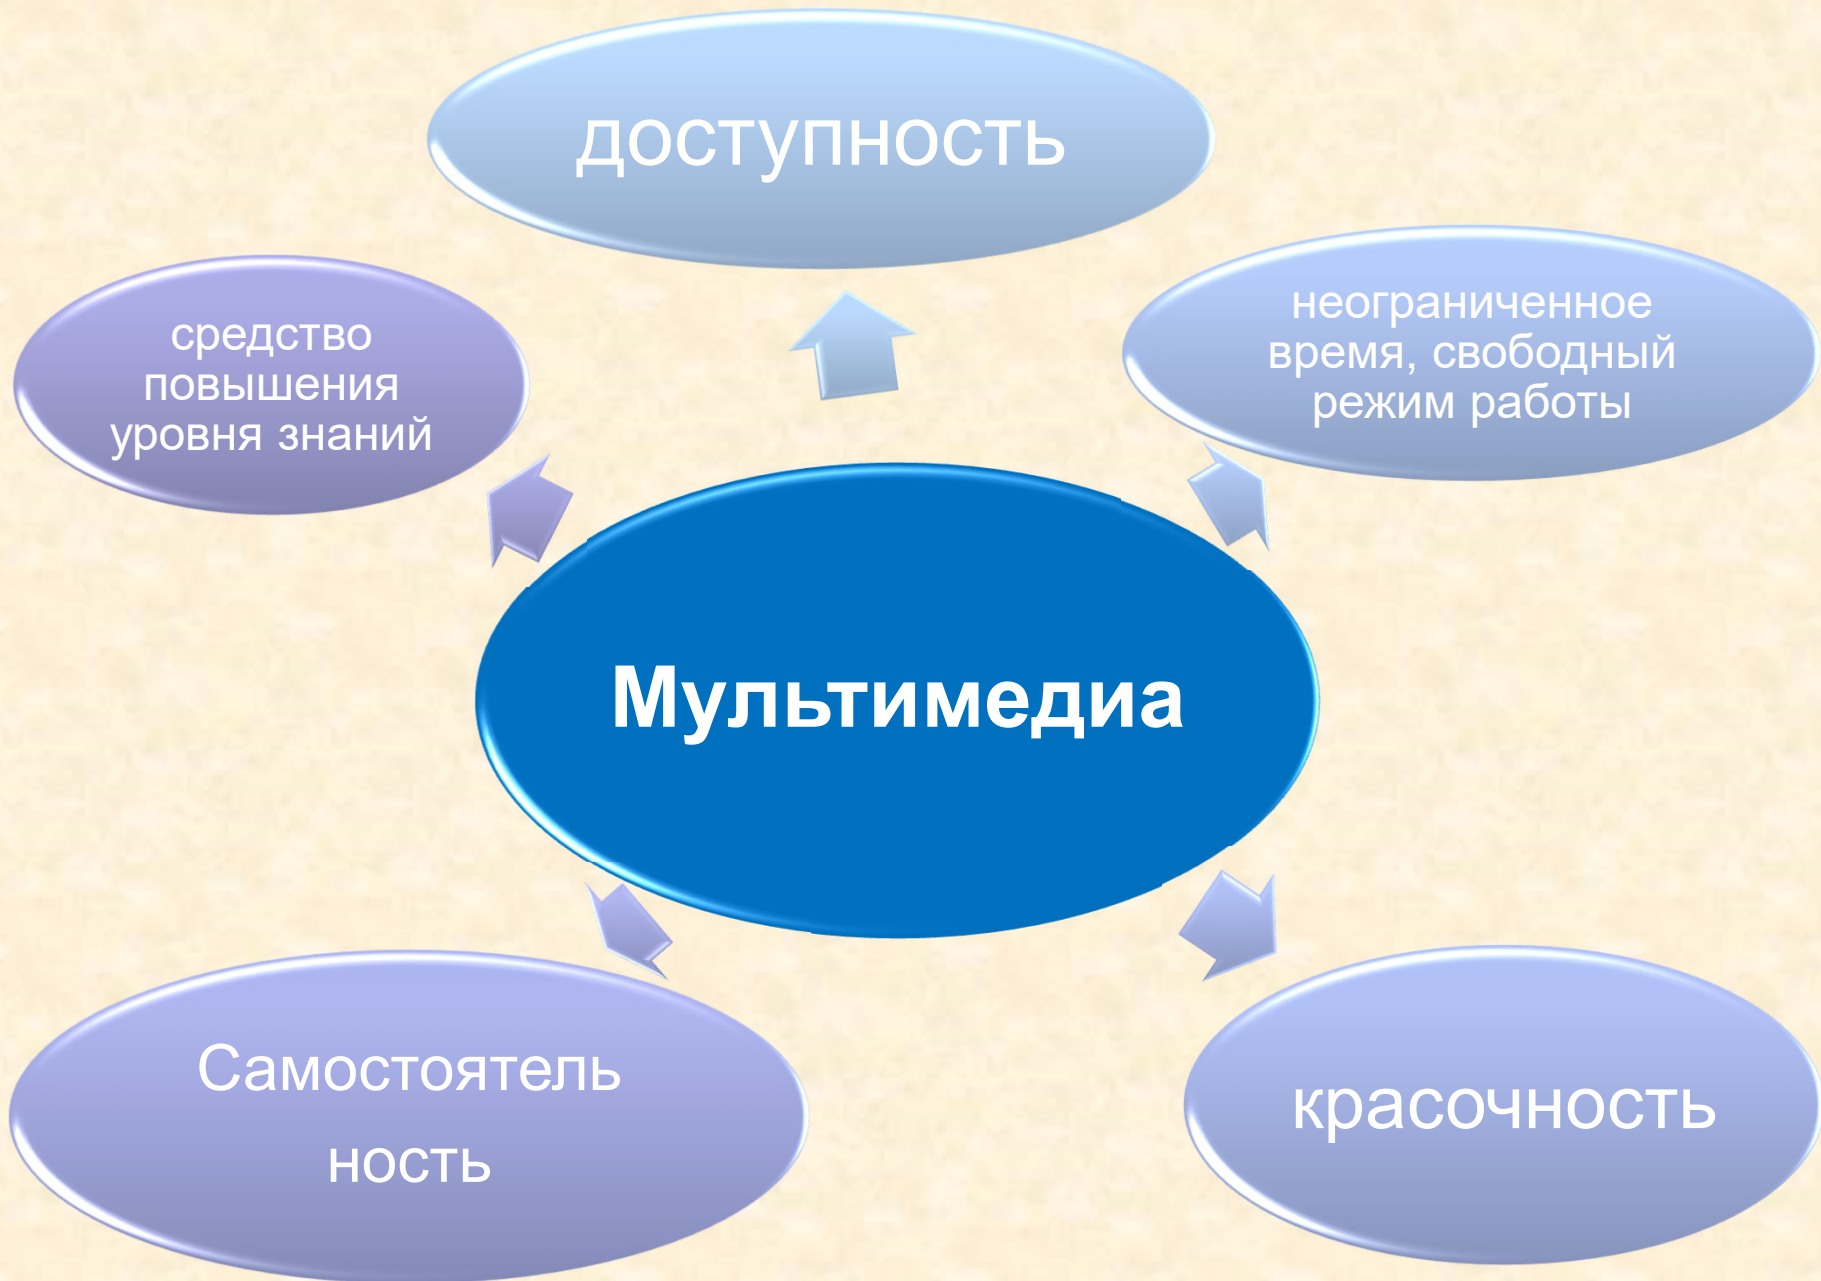 доступность
средство
повышения
уровня знаний
неограниченное
время, свободный
режим работы
Мультимедиа
Самостоятель
ность
красочность